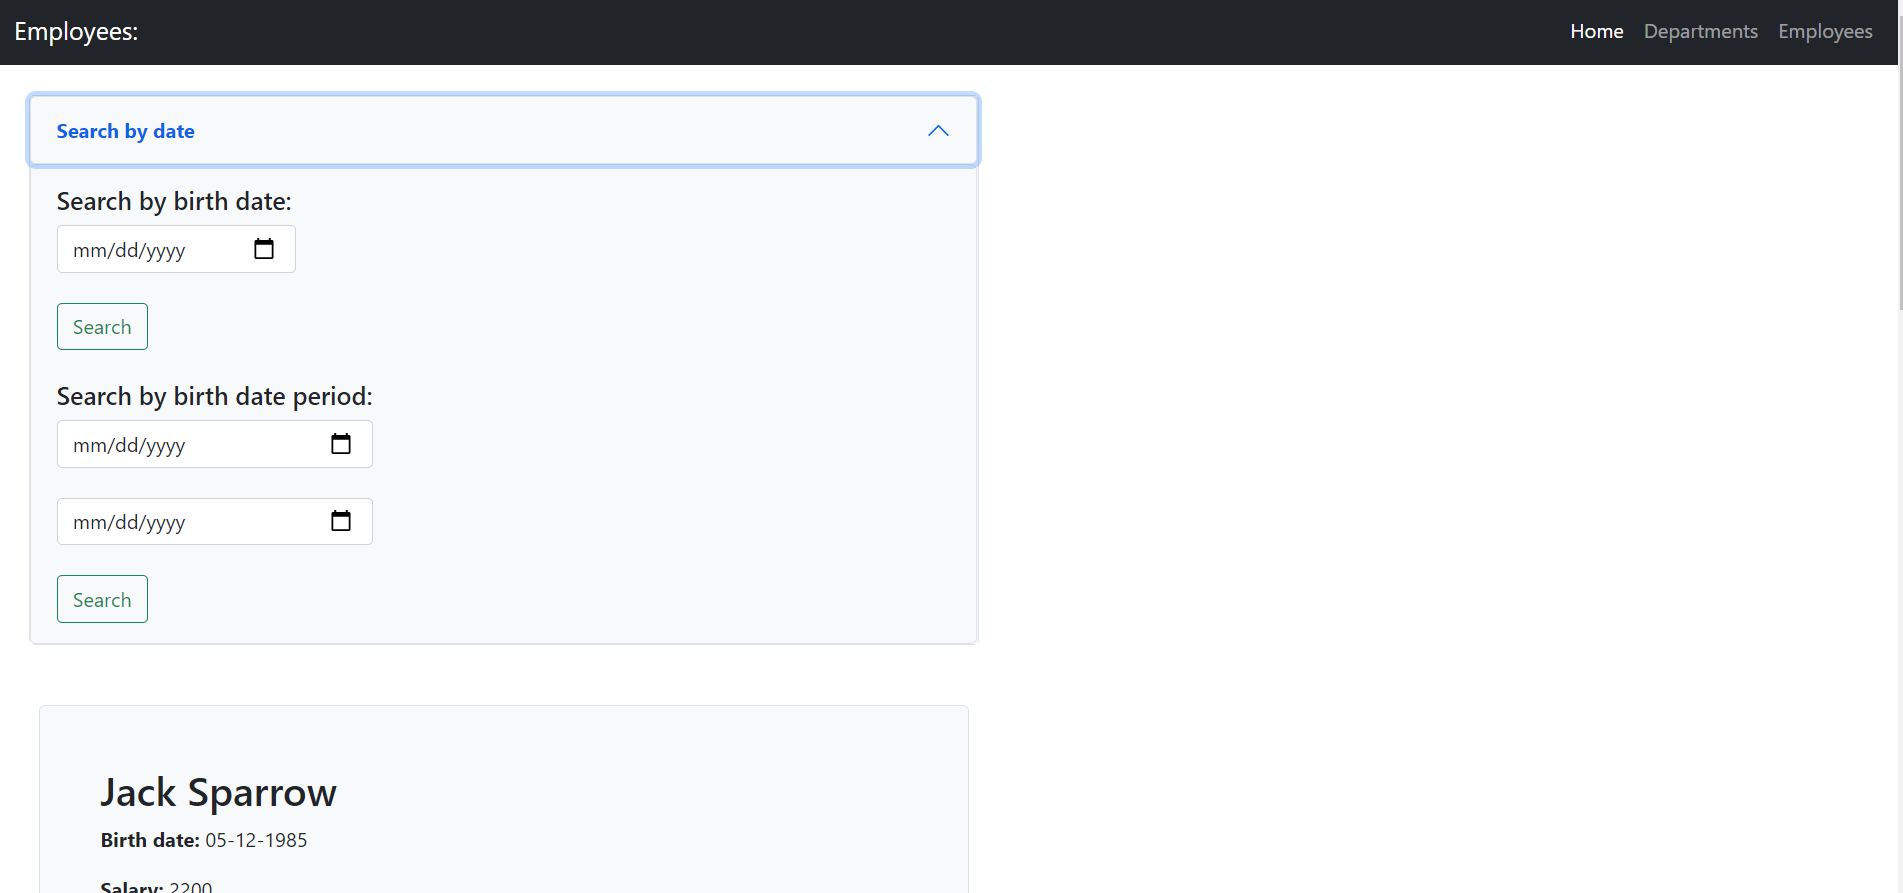 Employees:
Home Departments Employees
Search by date
Search by birth date:
mm/dd/yyyy
Search
Search by birth date period:
mm/dd/yyyy
mm/dd/yyyy
Search
Jack Sparrow
Birth date: 05-12-1985
Salary: 2200